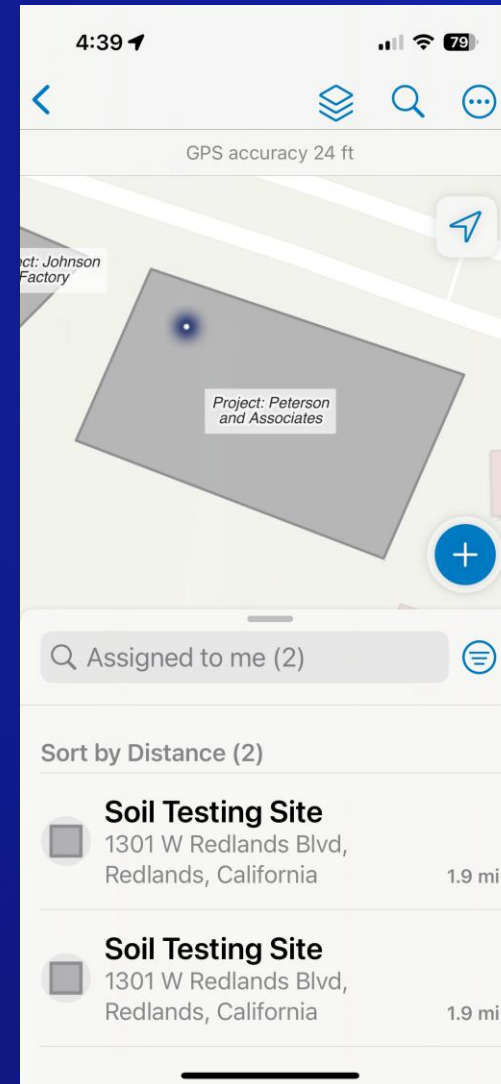 4:39
79
GPS accuracy 24 ft
ect: Johnson
Factory
Project: Peterson
and Associates
Assigned to me (2)
Sort by Distance (2)
Soil Testing Site
1301 W Redlands Blvd,
Redlands, California
1.9 mi
Soil Testing Site
1301 W Redlands Blvd,
Redlands, California
1.9 mi